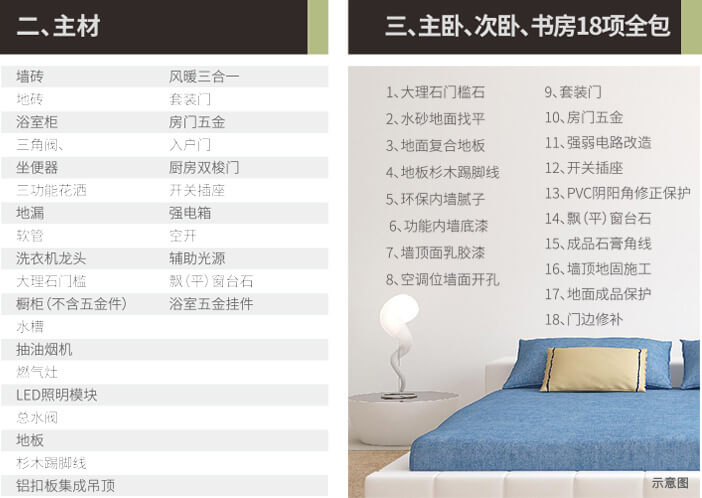 二、主材
墙砖 风暖三合一
地砖 套装门
浴室柜 房门五金
三角阀、 入户门
坐便器 厨房双梭门
三功能花洒 开关插座
地漏 强电箱
软管 空开
洗衣机龙头 辅助光源
大理石门槛 飘(平)窗台石
橱柜(不含五金件) 浴室五金挂件
水槽
抽油烟机
燃气灶
LED照明模块
总水阀
地板
杉木踢脚线
铝扣板集成吊顶
三、主卧、次卧、书房18项全包
1、大理石门槛石
2、水砂地面找平
3、地面复合地板
4、地板杉木踢脚线
5、环保内墙腻子
6、功能内墙底漆
7、墙顶面乳胶漆
8、空调位墙面开孔
9、套装门
10、房门五金
11、强弱电路改造
12、开关插座
13、PVC阴阳角修正保护
14、飘(平)窗台石
15、成品石膏角线
16、墙顶地固施工
17、地面成品保护
18、门边修补
示意图